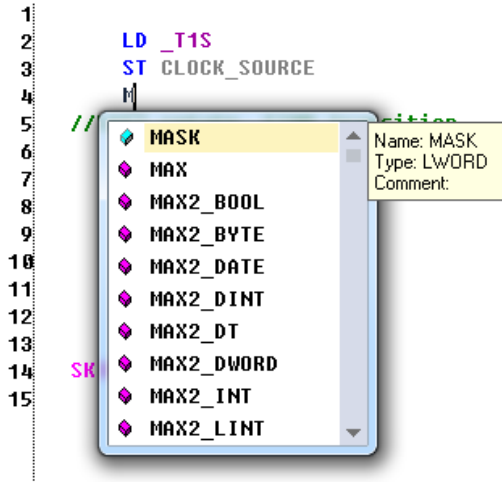 1
2 LD _T1S
3 ST CLOCK_SOURCE
4 M
5 //
6
7
8
9
10
11
12
13
14 SK
15
MASK
MAX
MAX2_BOOL
MAX2_BYTE
MAX2_DATE
MAX2_DINT
MAX2_DT
MAX2_DWORD
MAX2_INT
MAX2_LINT
Name: MASK
Type: LWORD
Comment: